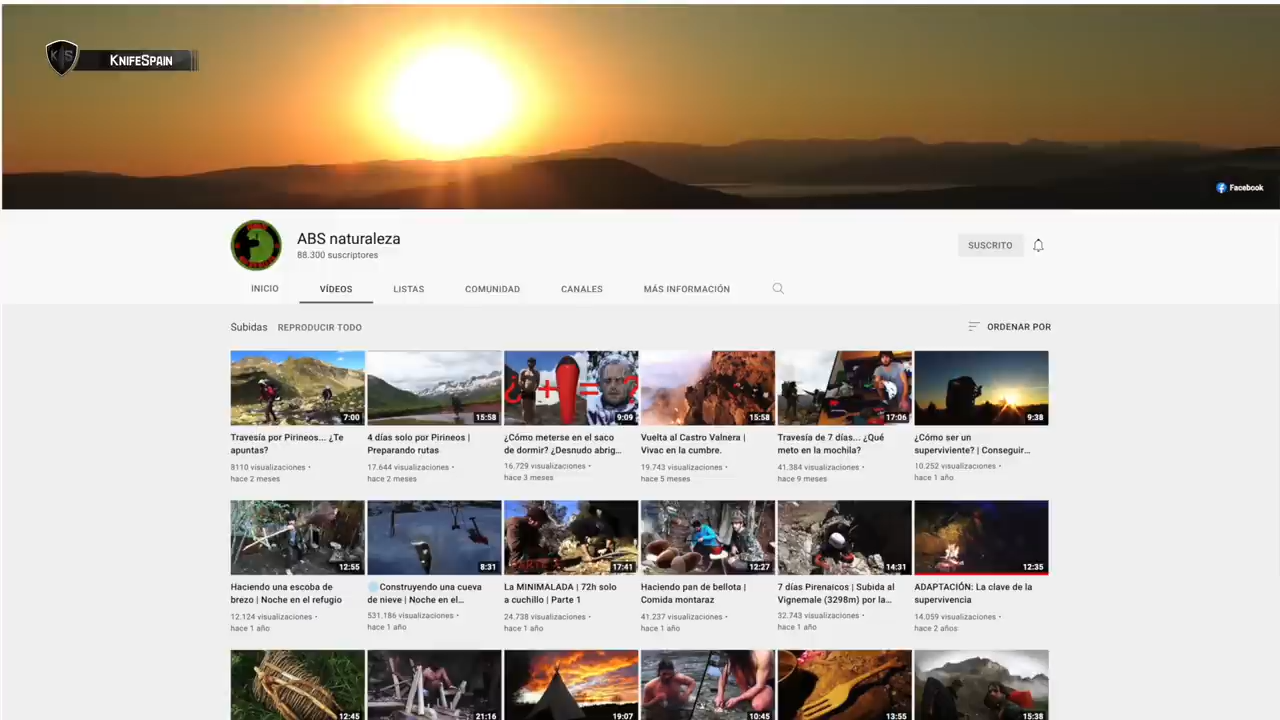 KS KNIFESPAIN
Facebook
ABS naturaleza
88.300 suscriptores
SUSCRITO
INICIO VÍDEOS LISTAS COMUNIDAD CANALES MÁS INFORMACIÓN
Subidas REPRODUCIR TODO ORDENAR POR
7:00 15:58 9:09 15:58 17:06 9:38
Travesía por Pirineos... ¿Te
apuntas?
8110 visualizaciones •
hace 2 meses
4 días solo por Pirineos |
Preparando rutas
17.644 visualizaciones •
hace 2 meses
¿ + = ?
¿Cómo meterse en el saco
de dormir? ¿Desnudo abrig...
16.729 visualizaciones •
hace 3 meses
Vuelta al Castro Valnera |
Vivac en la cumbre.
19.743 visualizaciones •
hace 5 meses
Travesía de 7 días... ¿Qué
meto en la mochila?
41.384 visualizaciones •
hace 9 meses
¿Cómo ser un
superviviente? | Conseguir...
10.252 visualizaciones •
hace 1 año
12:55 8:31 17:41 12:27 14:31 12:35
Haciendo una escoba de
brezo | Noche en el refugio
12.124 visualizaciones •
hace 1 año
Construyendo una cueva
de nieve | Noche en el...
531.186 visualizaciones •
hace 1 año
La MINIMALADA | 72h solo
a cuchillo | Parte 1
24.738 visualizaciones •
hace 1 año
Haciendo pan de bellota |
Comida montaraz
41.237 visualizaciones •
hace 1 año
7 días Pirenaicos | Subida al
Vignemale (3298m) por la...
32.743 visualizaciones •
hace 1 año
ADAPTACIÓN: La clave de la
supervivencia
14.059 visualizaciones •
hace 2 años
12:45 21:16 19:07 10:45 13:55 15:38